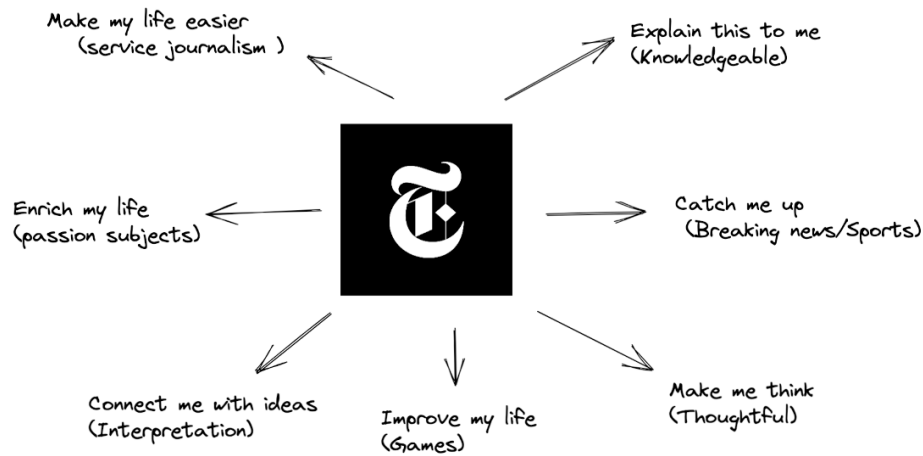 Make my life easier
(service journalism )
Explain this to me
(Knowledgeable)
Enrich my life
(passion subjects)
T
Catch me up
(Breaking news/Sports)
Connect me with ideas
(Interpretation)
Improve my life
(Games)
Make me think
(Thoughtful)